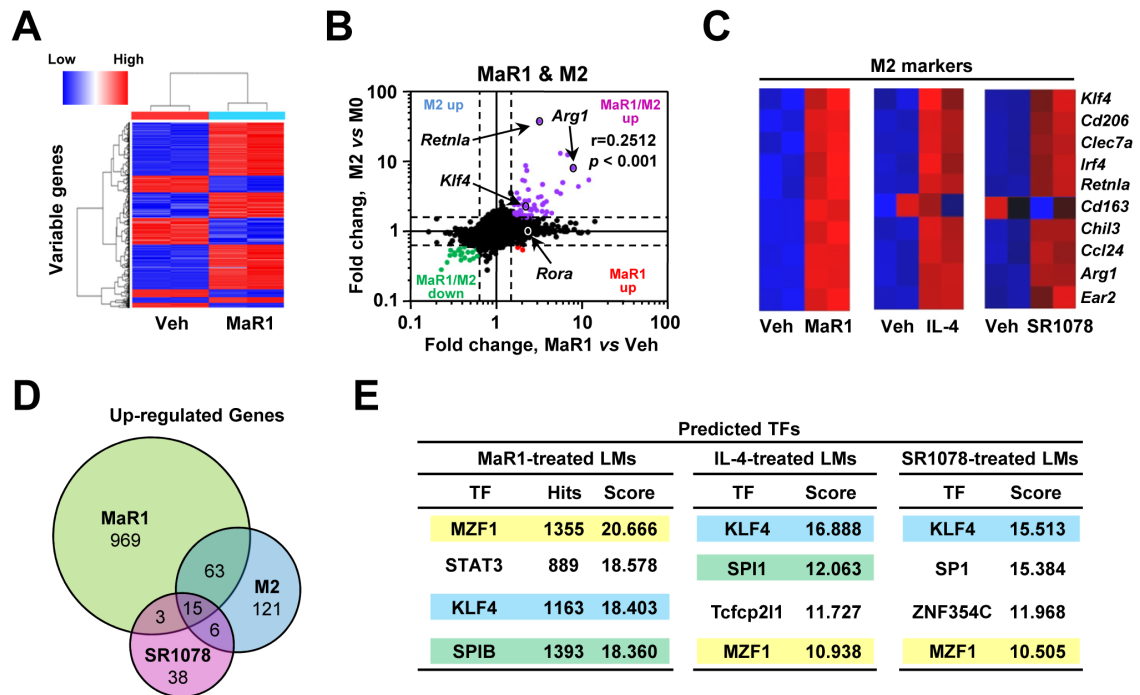 A
Low High
Variable genes
Veh MaR1
B
MaR1 & M2
Fold change, M2 vs M0
100
10
1
0.1
M2 up
MaR1/M2
up
Retnla
Arg1
r=0.2512
p < 0.001
Klf4
Rora
MaR1/M2
down
MaR1
up
0.1 1 10 100
Fold change, MaR1 vs Veh
C
M2 markers
Klf4
Cd206
Clec7a
Irf4
Retnla
Cd163
Chil3
Ccl24
Arg1
Ear2
Veh MaR1 Veh IL-4 Veh SR1078
D
Up-regulated Genes
MaR1
969
63
M2
121
3
15
6
SR1078
38
E
Predicted TFs
MaR1-treated LMs IL-4-treated LMs SR1078-treated LMs
TF Hits Score TF Score TF Score
MZF1 1355 20.666 KLF4 16.888 KLF4 15.513
STAT3 889 18.578 SPI1 12.063 SP1 15.384
KLF4 1163 18.403 Tcfcp2l1 11.727 ZNF354C 11.968
SPIB 1393 18.360 MZF1 10.938 MZF1 10.505